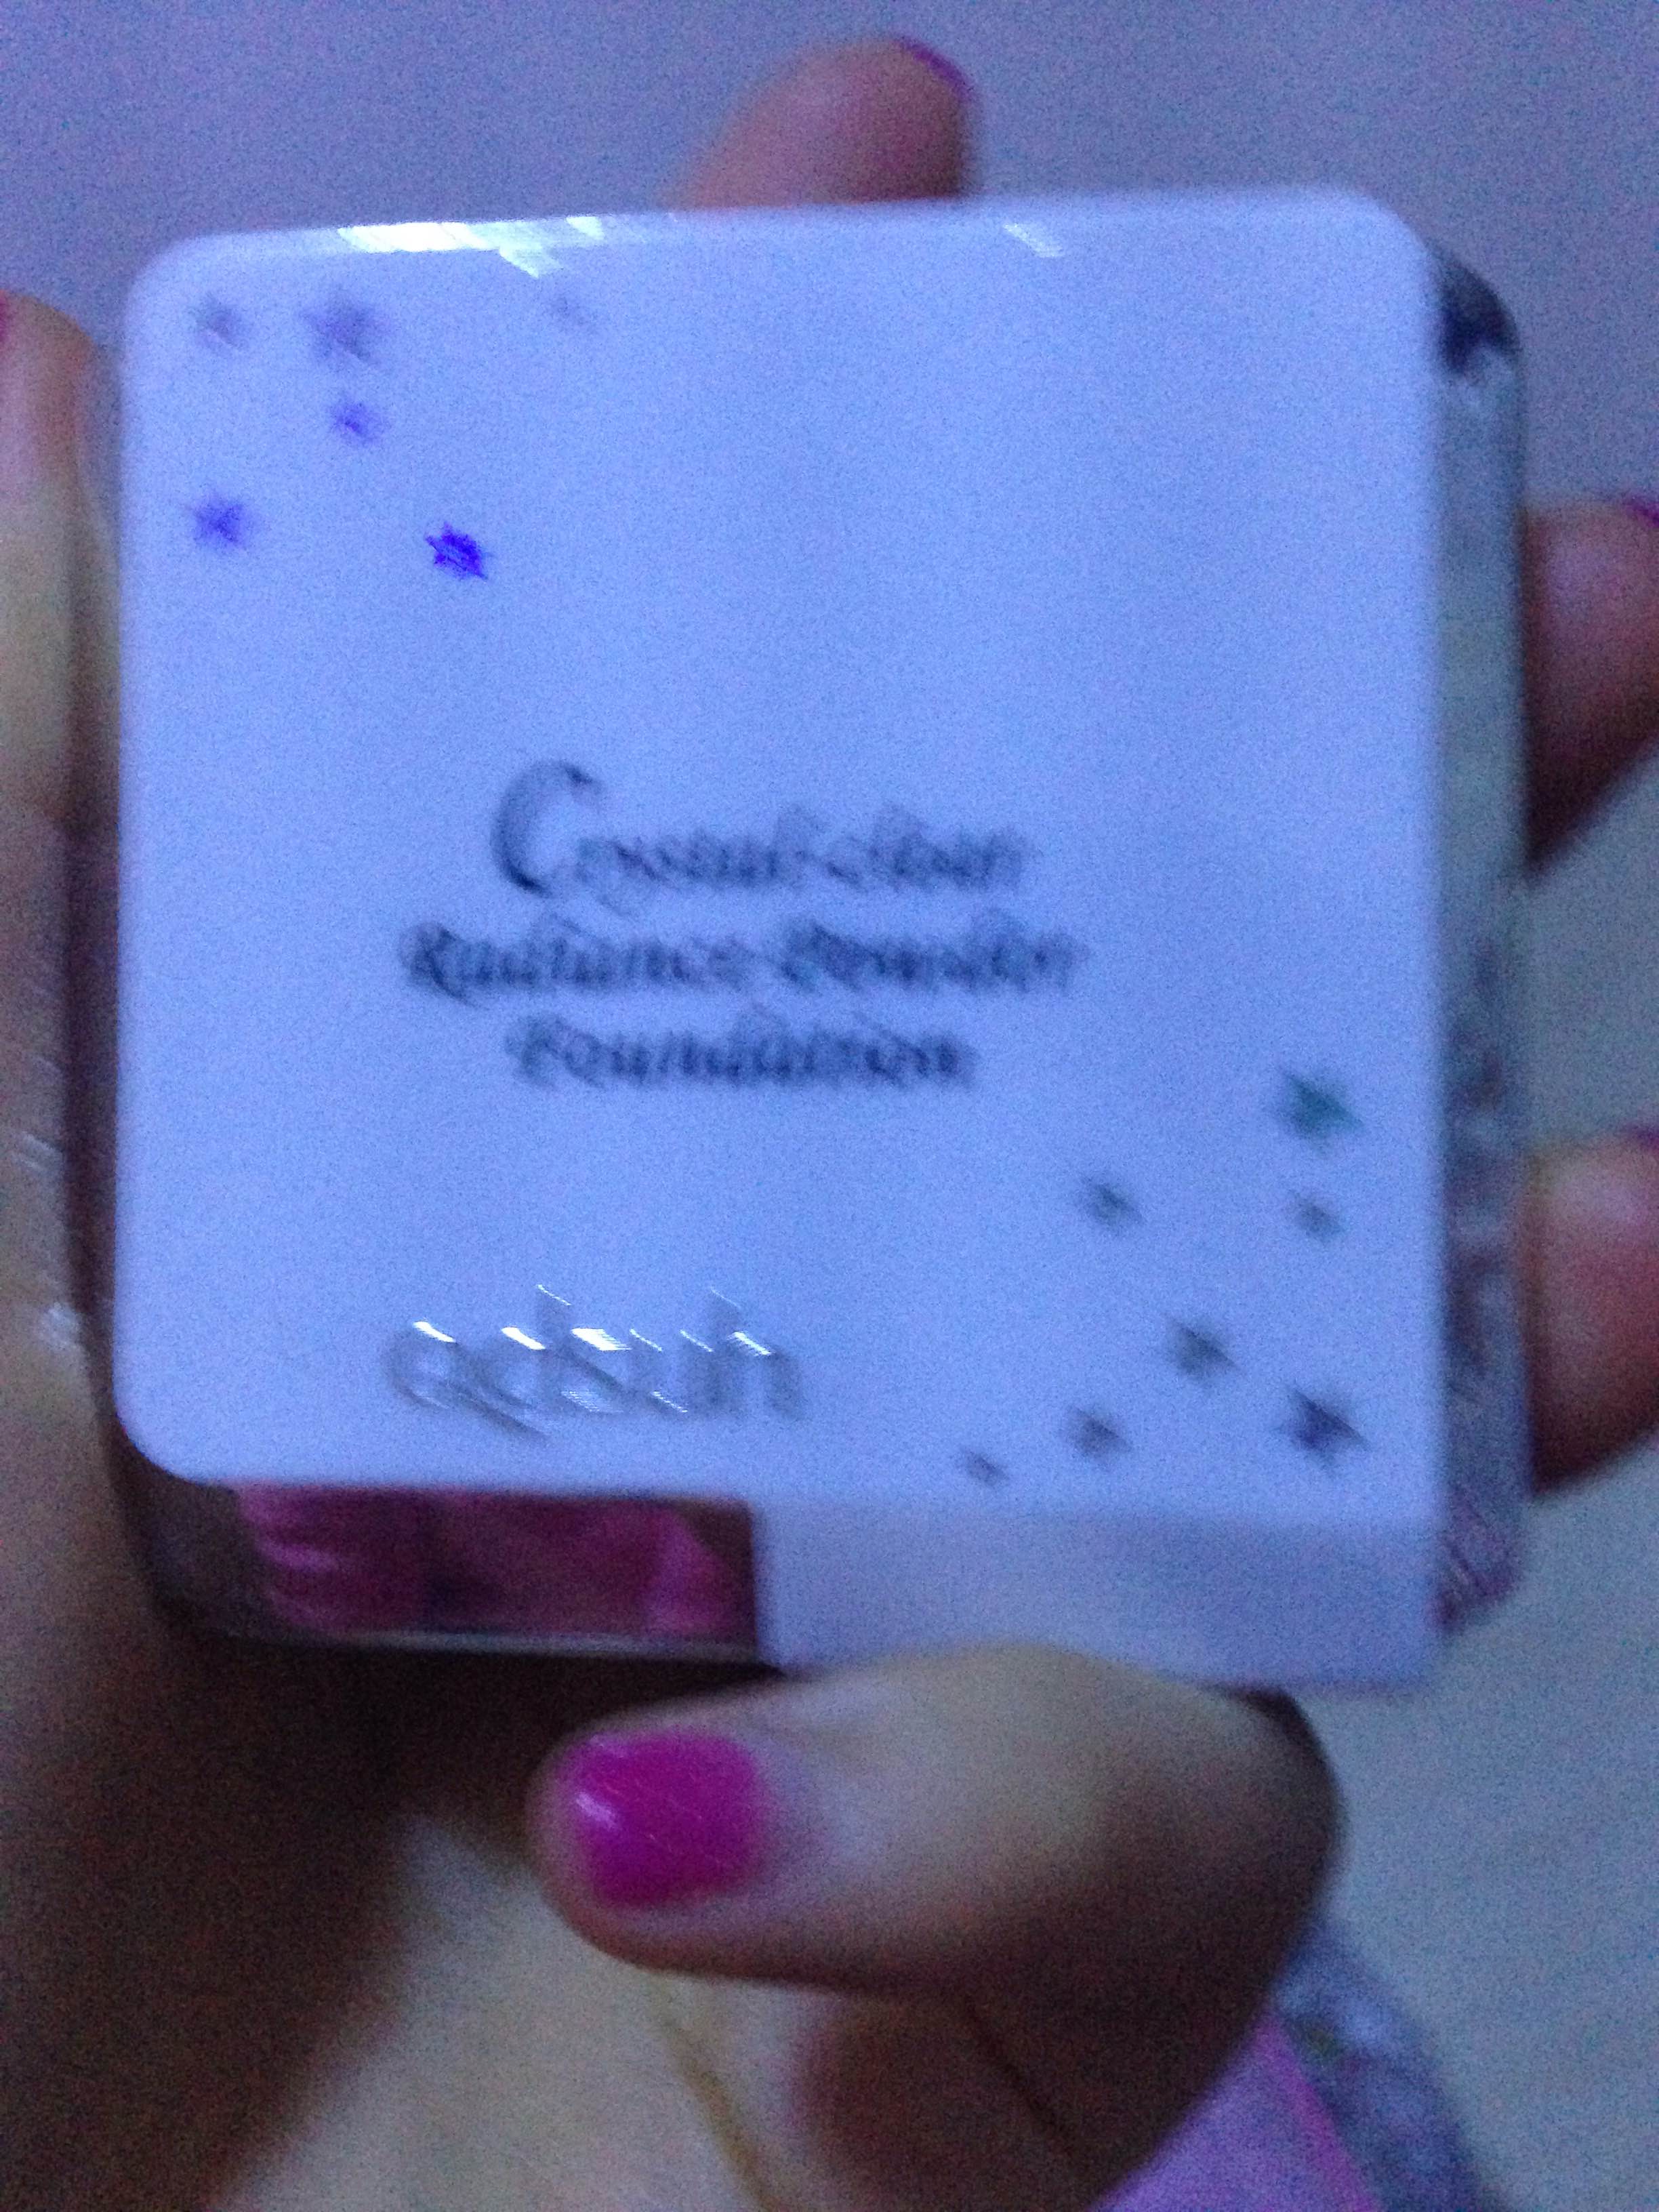 Crystal-clear
Radiance Powder
Foundation